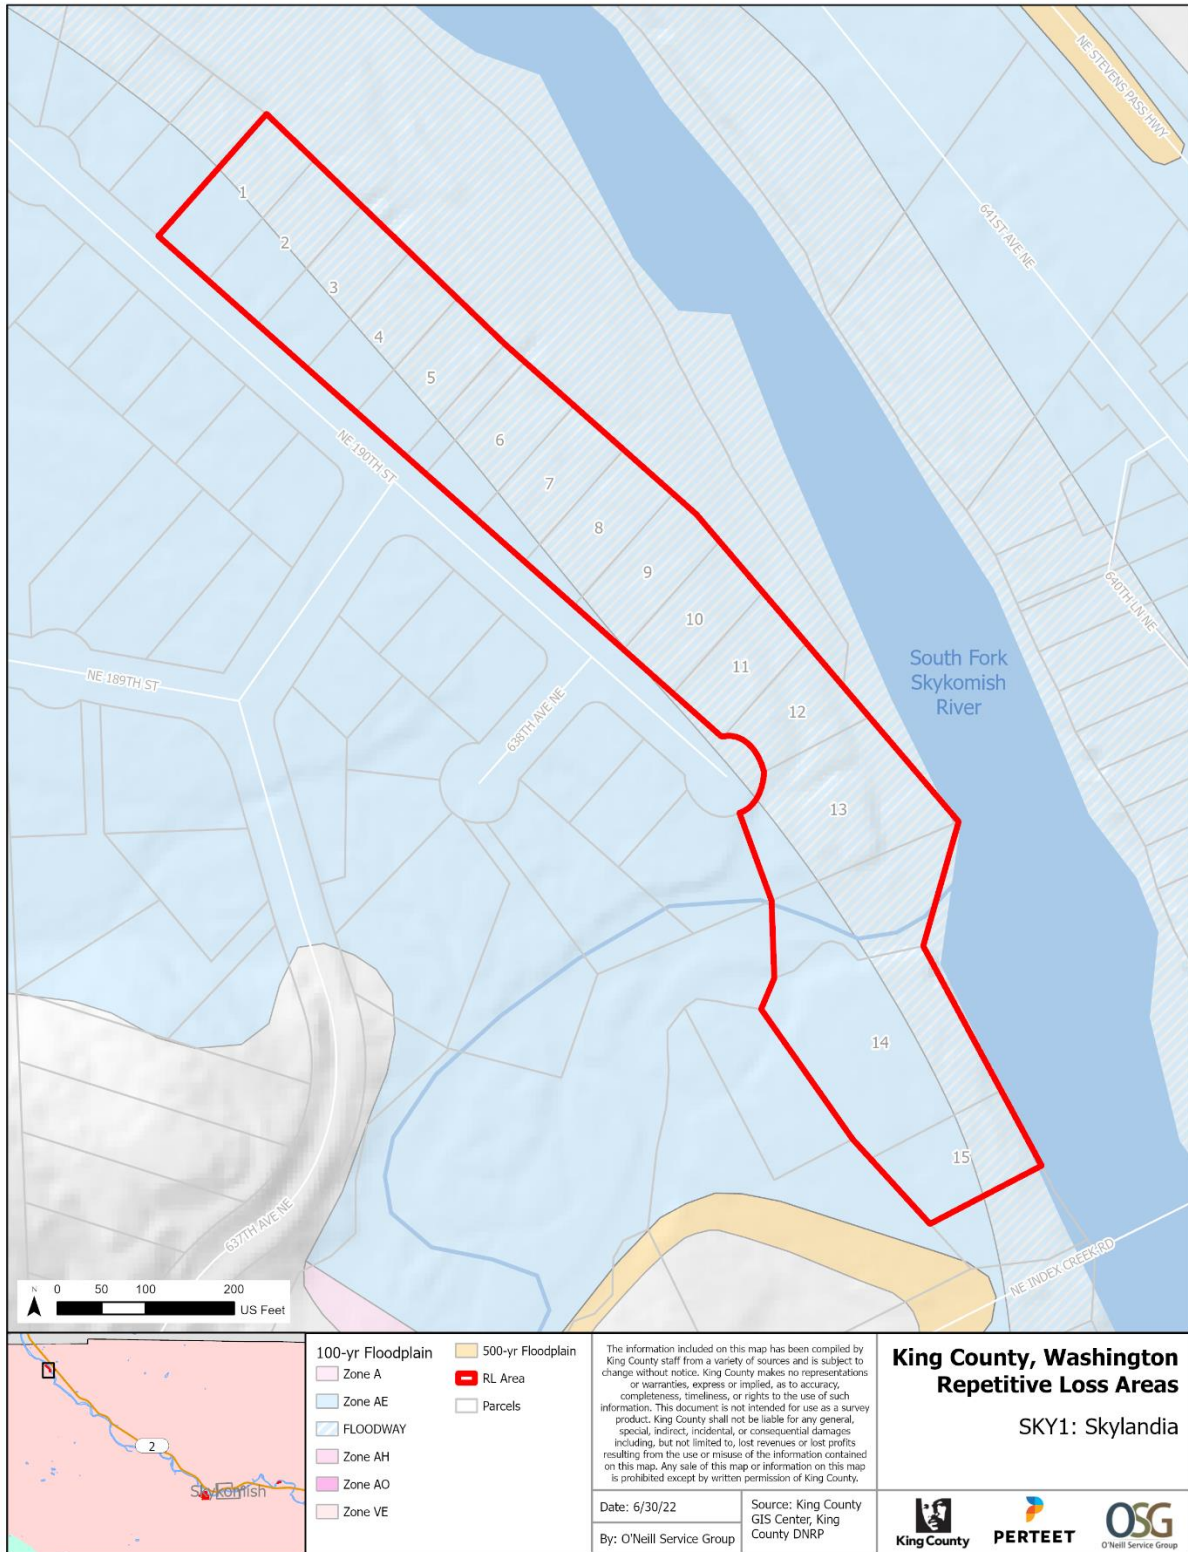 NE STEVENS PASS HWY
641ST AVE NE
1
2
3
4
5
NE 190TH ST
6
7
8
9
640TH LN NE
10
11
South Fork
Skykomish
River
NE 189TH ST
638TH AVE NE
12
13
14
15
637TH AVE NE
NE INDEX CREEK RD
N
0 50 100 200
US Feet
2
Skykomish
100-yr Floodplain
Zone A
Zone AE
FLOODWAY
Zone AH
Zone AO
Zone VE
500-yr Floodplain
RL Area
Parcels
The information included on this map has been compiled by
King County staff from a variety of sources and is subject to
change without notice. King County makes no representations
or warranties, express or implied, as to accuracy,
completeness, timeliness, or rights to the use of such
information. This document is not intended for use as a survey
product. King County shall not be liable for any general,
special, indirect, incidental, or consequential damages
including, but not limited to, lost revenues or lost profits
resulting from the use or misuse of the information contained
on this map. Any sale of this map or information on this map
is prohibited except by written permission of King County.
Date: 6/30/22
By: O'Neill Service Group
Source: King County
GIS Center, King
County DNRP
King County, Washington
Repetitive Loss Areas
SKY1: Skylandia
King County
PERTEET
OSG
O'Neill Service Group